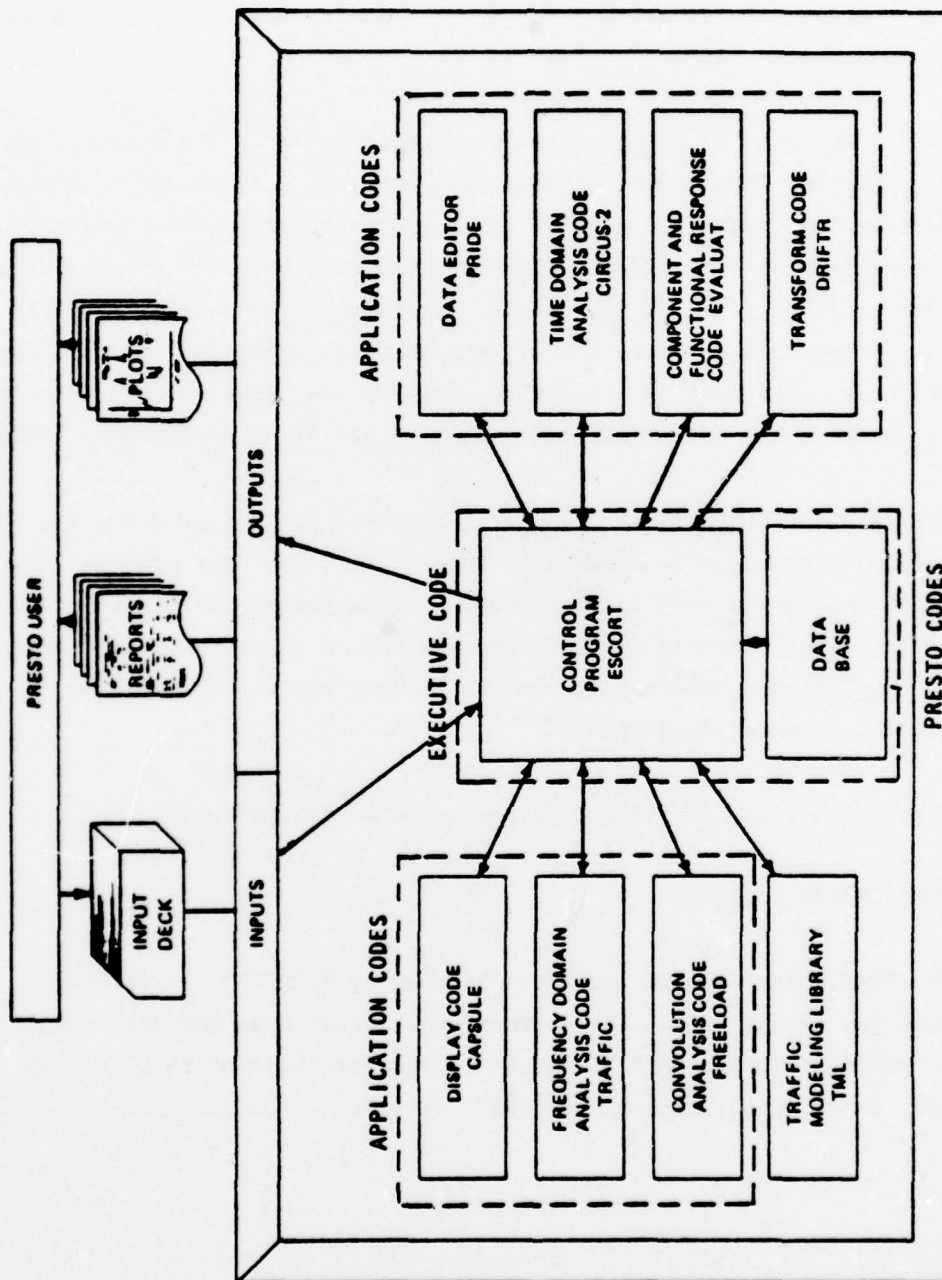 PRESTO USER
INPUT
DECK
REPORTS
PLOTS
INPUTS
OUTPUTS
APPLICATION CODES
DISPLAY CODE
CAPSULE
FREQUENCY DOMAIN
ANALYSIS CODE
TRAFFIC
CONVOLUTION
ANALYSIS CODE
FREELOAD
TRAFFIC
MODELING LIBRARY
TML
EXECUTIVE CODE
CONTROL
PROGRAM
ESCORT
DATA
BASE
APPLICATION CODES
DATA EDITOR
PRIDE
TIME DOMAIN
ANALYSIS CODE
CIRCUS-2
COMPONENT AND
FUNCTIONAL RESPONSE
CODE EVALUAT
TRANSFORM CODE
DRIFTR
PRESTO CODES